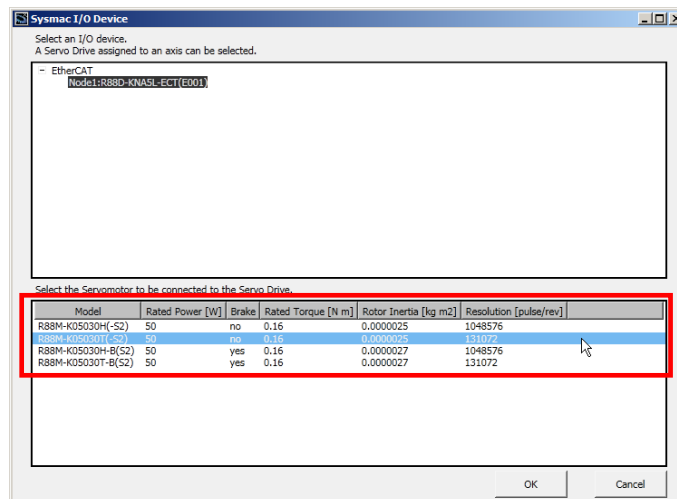 Sysmac I/O Device
Select an I/O device.
A Servo Drive assigned to an axis can be selected.
- EtherCAT
Node1:R88D-KNA5L-ECT(E001)
Select the Servomotor to be connected to the Servo Drive.
Model Rated Power [W] Brake Rated Torque [N m] Rotor Inertia [kg m2] Resolution [pulse/rev]
R88M-K05030H(-S2) 50 no 0.16 0.0000025 1048576
R88M-K05030T(-S2) 50 no 0.16 0.0000025 131072
R88M-K05030H-B(S2) 50 yes 0.16 0.0000027 1048576
R88M-K05030T-B(S2) 50 yes 0.16 0.0000027 131072
OK Cancel